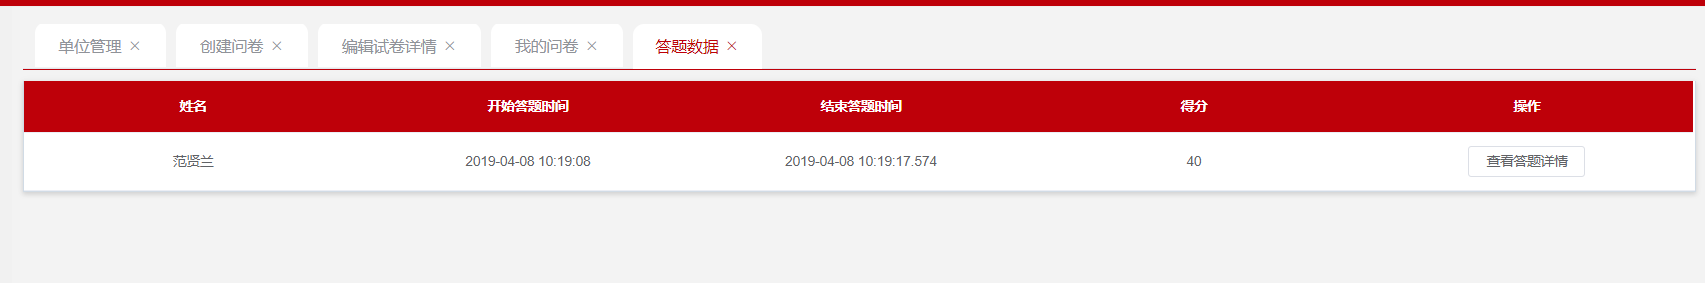 单位管理 × 创建问卷 × 编辑试卷详情 × 我的问卷 × 答题数据 ×
姓名 开始答题时间 结束答题时间 得分 操作
范贤兰 2019-04-08 10:19:08 2019-04-08 10:19:17.574 40 查看答题详情